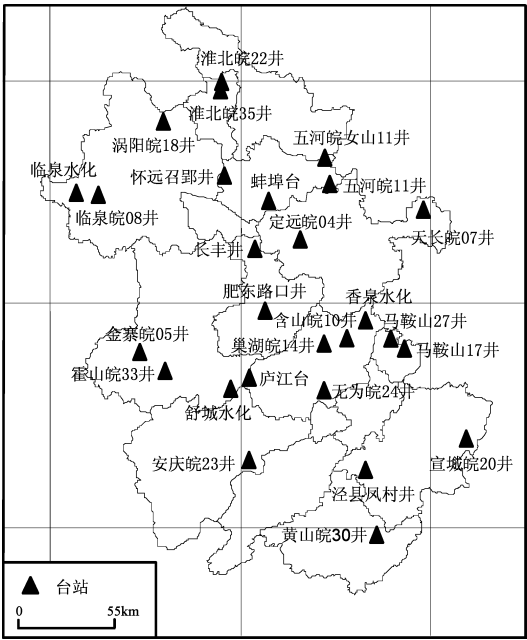 淮北皖22井
淮北皖35井
涡阳皖18井
五河皖女山11井
临泉水化
怀远召郢井
蚌埠台
五河皖11井
临泉皖08井
定远皖04井
天长皖07井
长丰井
肥东路口井
香泉水化
含山皖10井
马鞍山27井
金寨皖05井
巢湖皖14井
马鞍山17井
霍山皖33井
庐江台
无为皖24井
舒城水化
安庆皖23井
宣城皖20井
泾县凤村井
黄山皖30井
台站
0
55km